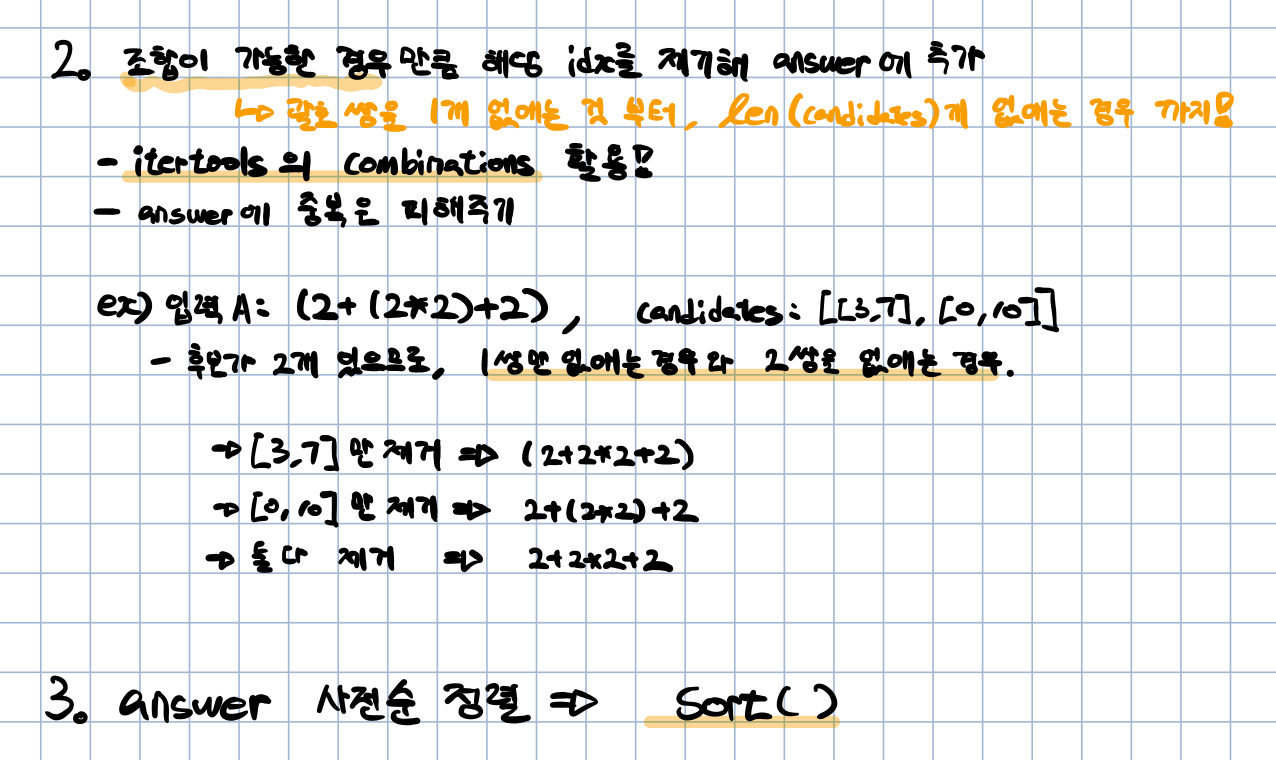 2。 조합이 가능한 경우만큼 해당 idx를 제거해 answer에 추가
↳ 괄호 쌍을 1개 없애는 것 부터, len(candidates)개 없애는 경우 까지!
- itertools의 combinations 활용!
- answer에 중복은 피해주기
ex) 입력 A: (2+(2*2)+2), candidates: [[3,7], [0,10]]
- 후보가 2개 있으므로, 1쌍만 없애는 경우와 2쌍을 없애는 경우.
→ [3,7] 만 제거 ⇒ (2+2*2+2)
→ [0,10] 만 제거 ⇒ 2+(2*2)+2
→ 둘 다 제거 ⇒ 2+2*2+2
3。 answer 사전순 정렬 ⇒ Sort()